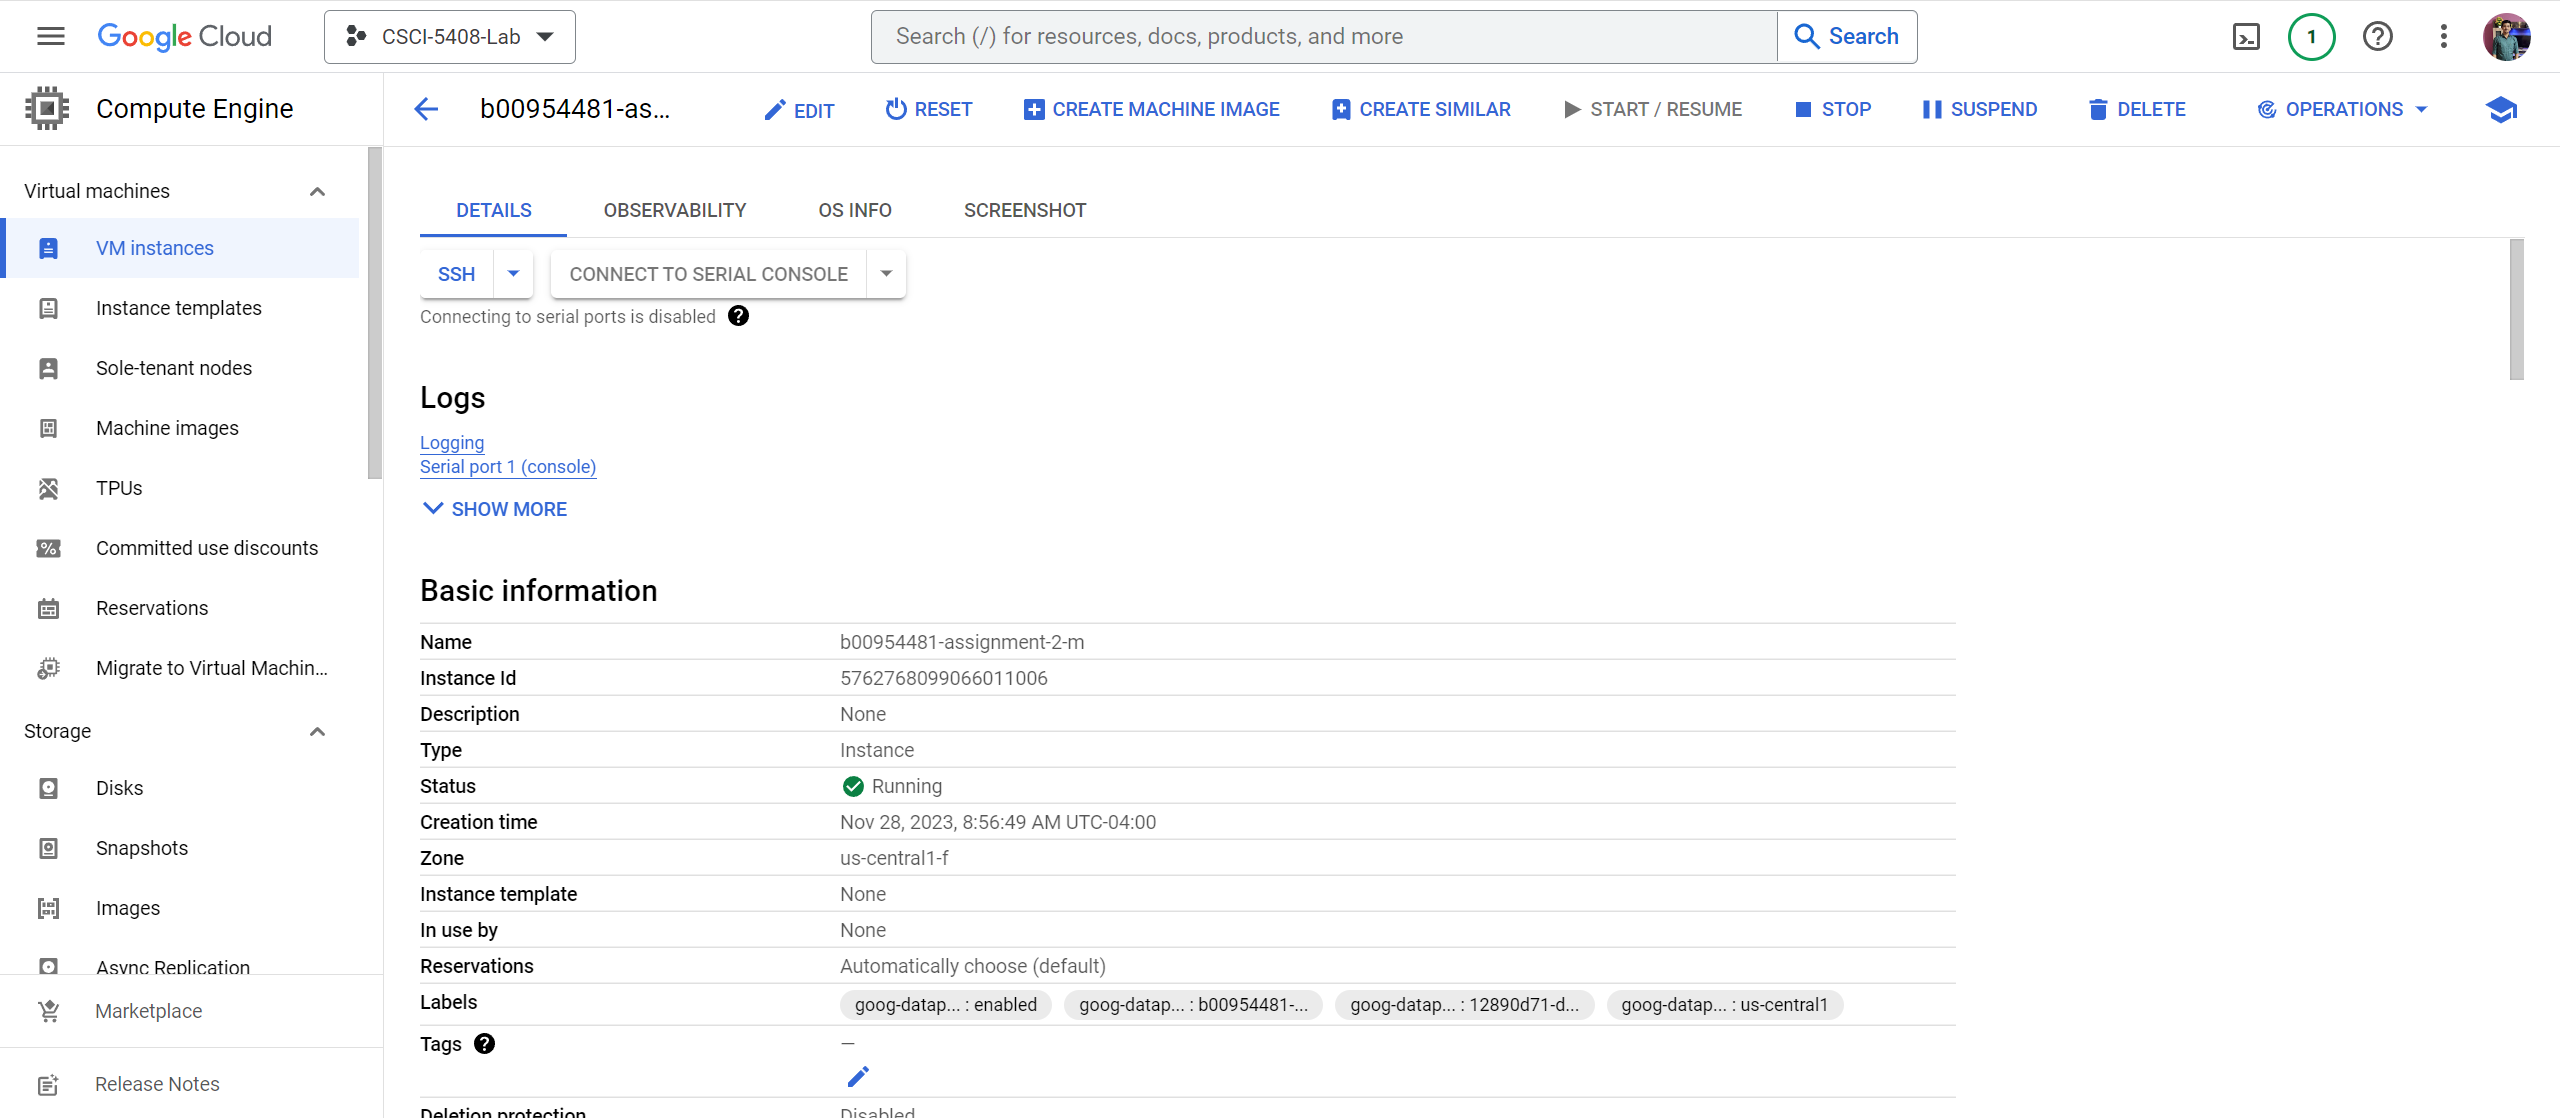 Google Cloud
CSCI-5408-Lab
Search (/) for resources, docs, products, and more
Search
1
Compute Engine
b00954481-as...
EDIT
RESET
CREATE MACHINE IMAGE
CREATE SIMILAR
START / RESUME
STOP
SUSPEND
DELETE
OPERATIONS
Virtual machines
VM instances
Instance templates
Sole-tenant nodes
Machine images
TPUs
Committed use discounts
Reservations
Migrate to Virtual Machin...
Storage
Disks
Snapshots
Images
Async Replication
Marketplace
Release Notes
DETAILS
OBSERVABILITY
OS INFO
SCREENSHOT
SSH
CONNECT TO SERIAL CONSOLE
Connecting to serial ports is disabled
Logs
Logging
Serial port 1 (console)
SHOW MORE
Basic information
Name b00954481-assignment-2-m
Instance Id 5762768099066011006
Description None
Type Instance
Status Running
Creation time Nov 28, 2023, 8:56:49 AM UTC-04:00
Zone us-central1-f
Instance template None
In use by None
Reservations Automatically choose (default)
Labels goog-datap... : enabled goog-datap... : b00954481-... goog-datap... : 12890d71-d... goog-datap... : us-central1
Tags —
Deletion protection Disabled